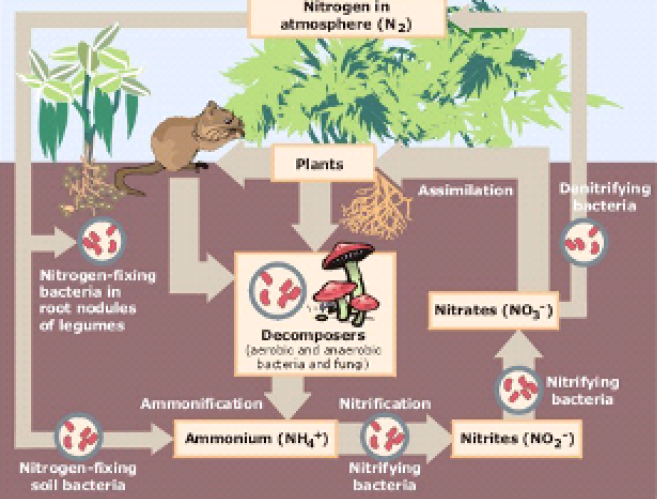 Nitrogen in
atmosphere (N₂)
Plants
Assimilation
Denitrifying
bacteria
Nitrogen-fixing
bacteria in
root nodules
of legumes
Decomposers
(aerobic and anaerobic
bacteria and fungi)
Nitrates (NO₃⁻)
Nitrifying
bacteria
Ammonification
Nitrification
Ammonium (NH₄⁺)
Nitrites (NO₂⁻)
Nitrogen-fixing
soil bacteria
Nitrifying
bacteria